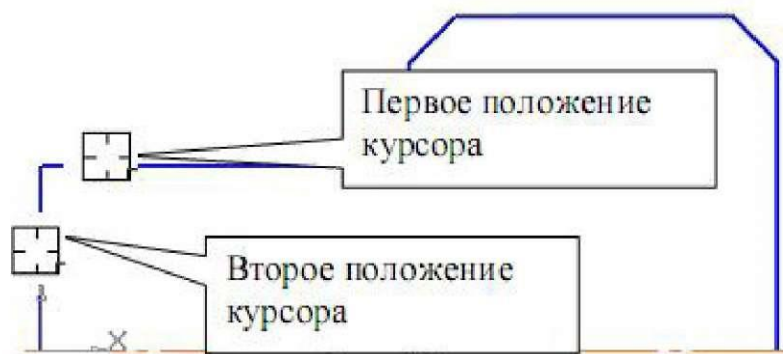 Первое положение
курсора
Второе положение
курсора
X